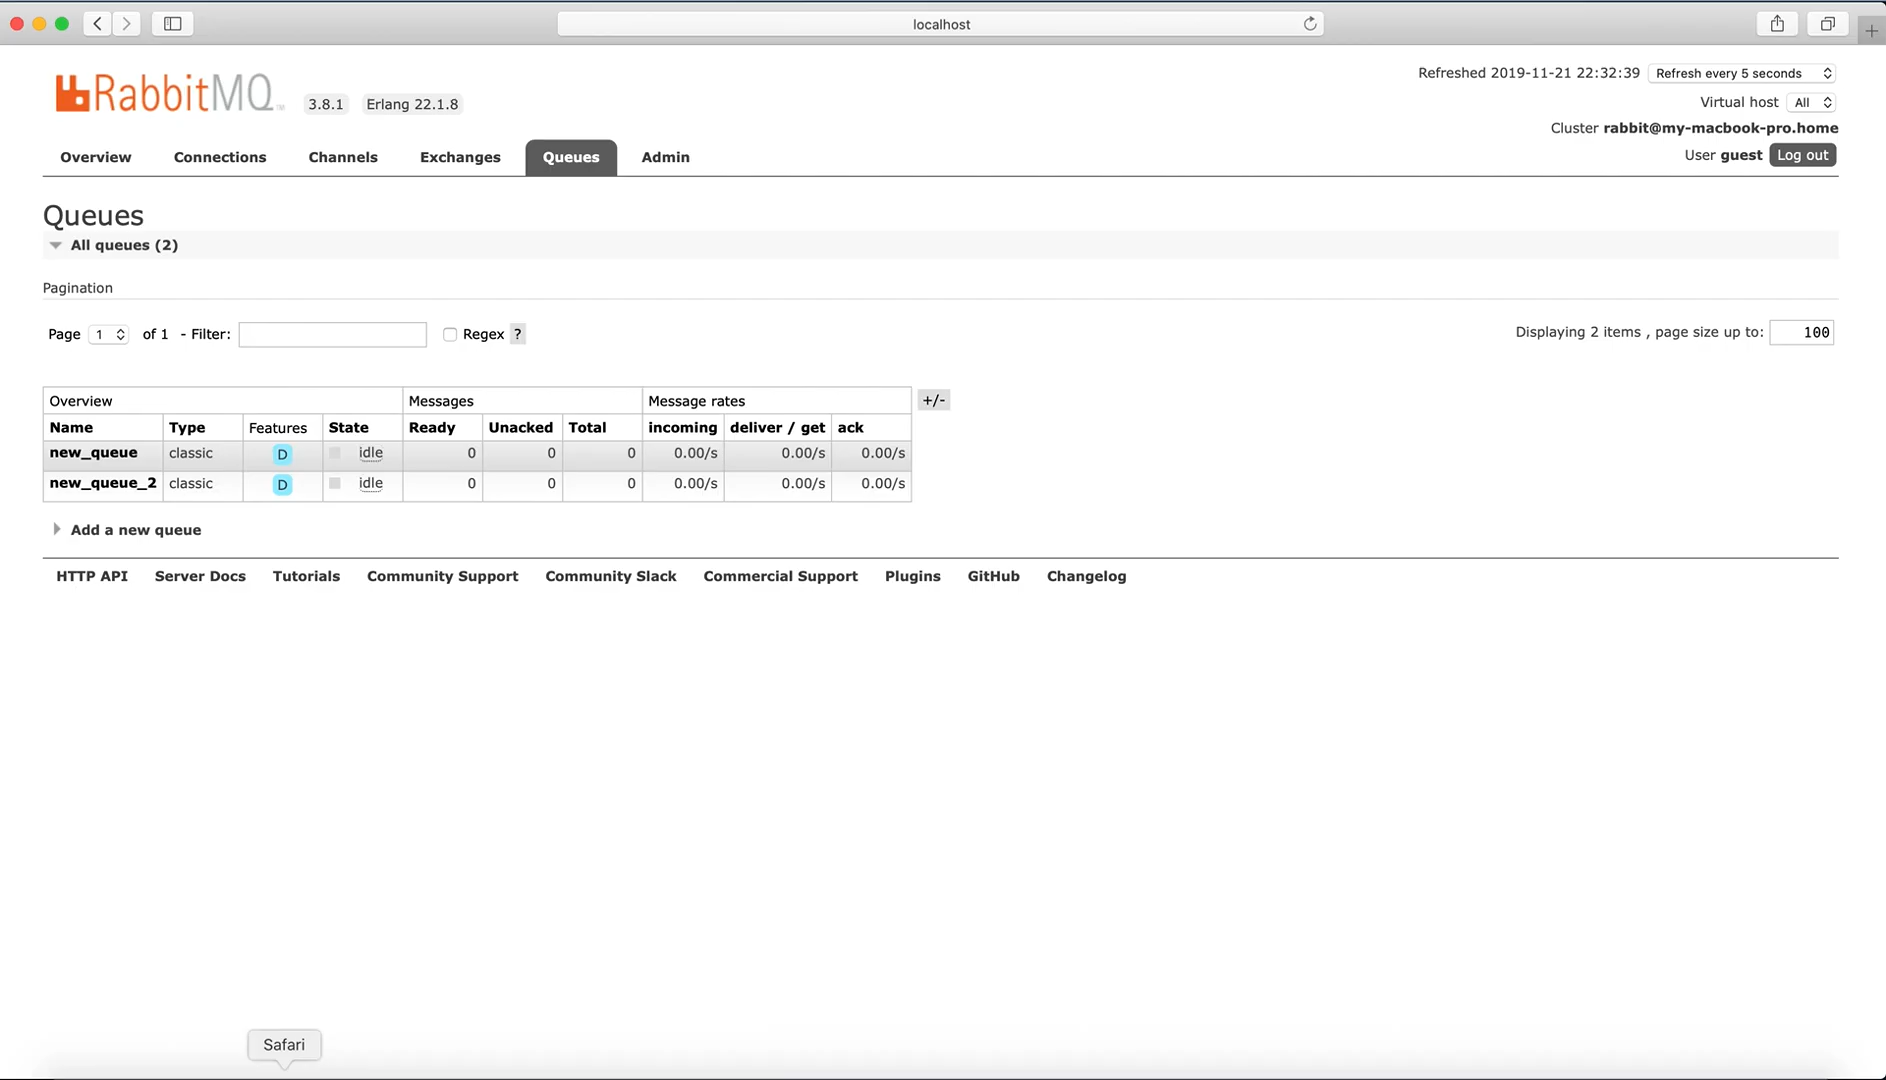 localhost
RabbitMQ TM 3.8.1 Erlang 22.1.8
Refreshed 2019-11-21 22:32:39 Refresh every 5 seconds
Virtual host All
Cluster rabbit@my-macbook-pro.home
User guest Log out
Overview Connections Channels Exchanges Queues Admin
Queues
All queues (2)
Pagination
Page 1 of 1 - Filter: Regex ? Displaying 2 items , page size up to: 100
Overview Messages Message rates +/-
Name Type Features State Ready Unacked Total incoming deliver / get ack
new_queue classic D idle 0 0 0 0.00/s 0.00/s 0.00/s
new_queue_2 classic D idle 0 0 0 0.00/s 0.00/s 0.00/s
Add a new queue
HTTP API Server Docs Tutorials Community Support Community Slack Commercial Support Plugins GitHub Changelog
Safari